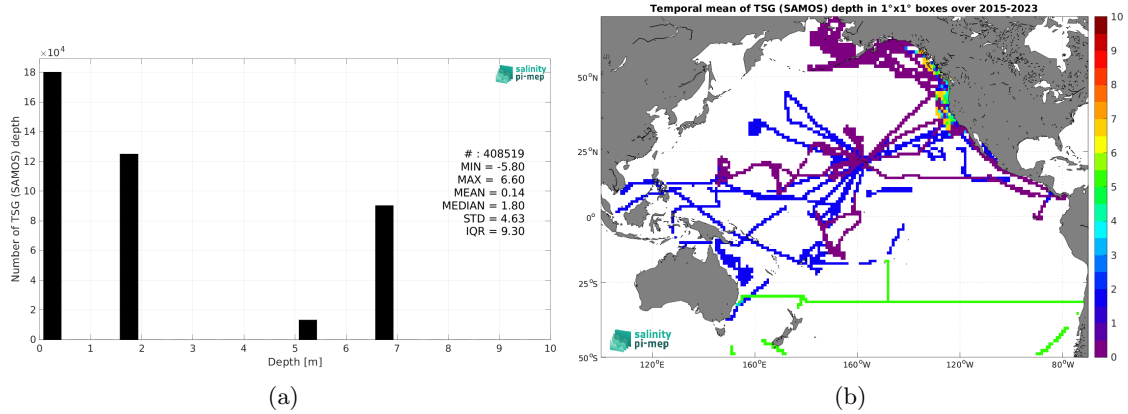 ×10⁴
18
16
14
12
10
8
6
4
2
0
Number of TSG (SAMOS) depth
0 1 2 3 4 5 6 7 8 9 10
Depth [m]
salinity
pi-mep
# : 408519
MIN = -5.80
MAX = 6.60
MEAN = 0.14
MEDIAN = 1.80
STD = 4.63
IQR = 9.30
(a)
Temporal mean of TSG (SAMOS) depth in 1°x1° boxes over 2015-2023
50°N
25°N
0°
25°S
50°S
120°E 160°E 160°W 120°W 80°W
salinity
pi-mep
10
9
8
7
6
5
4
3
2
1
0
(b)